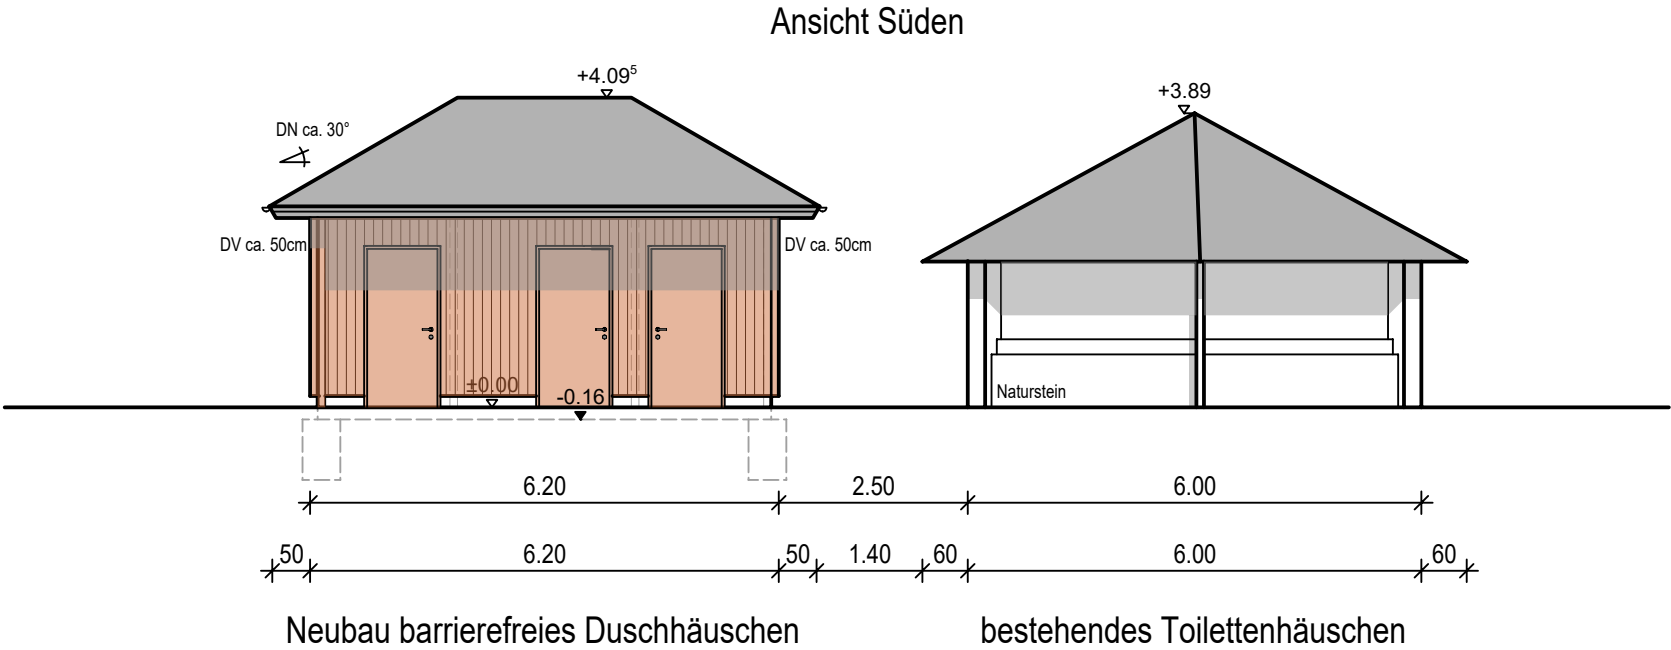 Ansicht Süden
+4.09⁵
+3.89
DN ca. 30°
DV ca. 50cm
DV ca. 50cm
±0.00
-0.16
Naturstein
6.20 2.50 6.00
50 6.20 50 1.40 60 6.00 60
Neubau barrierefreies Duschhäuschen
bestehendes Toilettenhäuschen